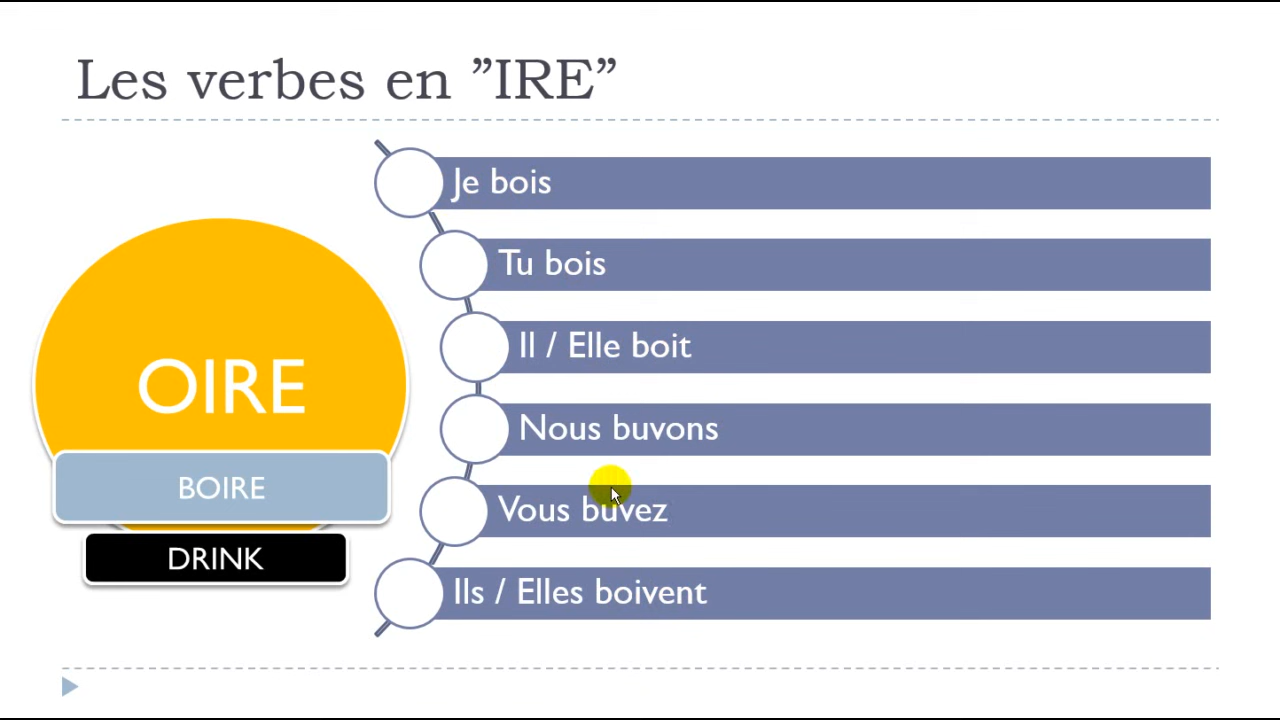 Les verbes en ”IRE”
OIRE
BOIRE
DRINK
Je bois
Tu bois
Il / Elle boit
Nous buvons
Vous buvez
Ils / Elles boivent